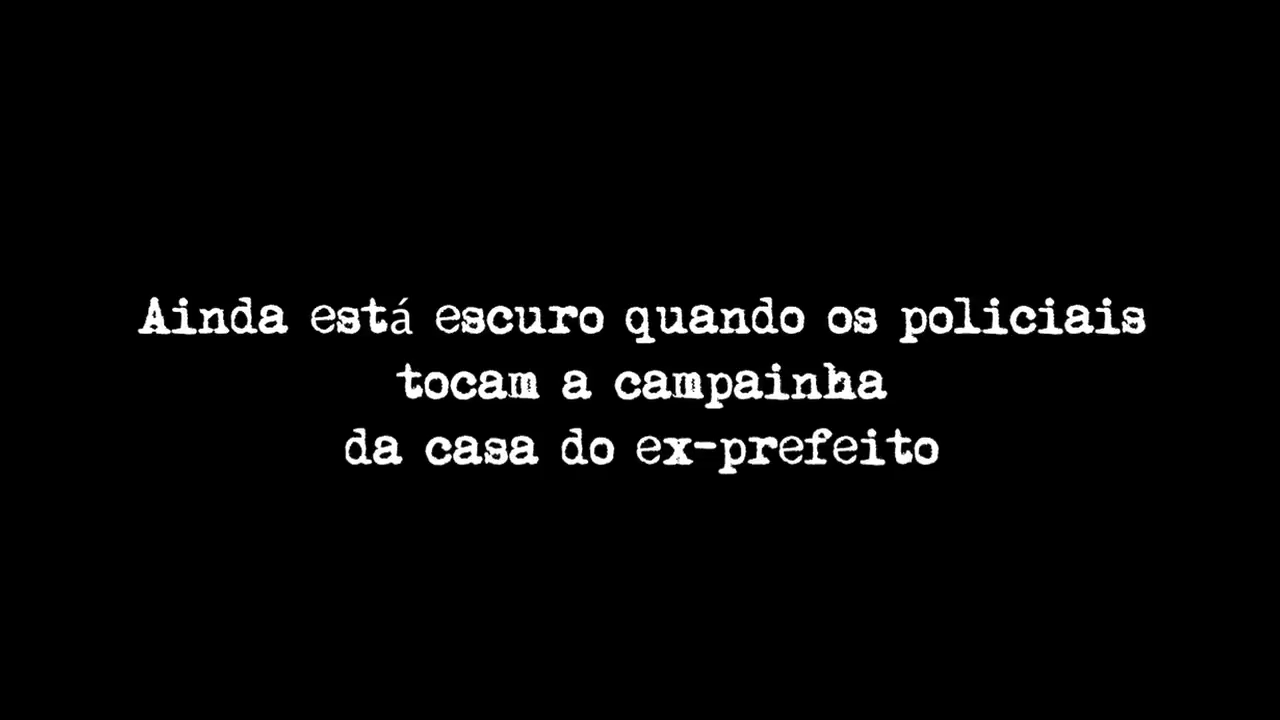 Ainda está escuro quando os policiais
tocam a campainha
da casa do ex-prefeito